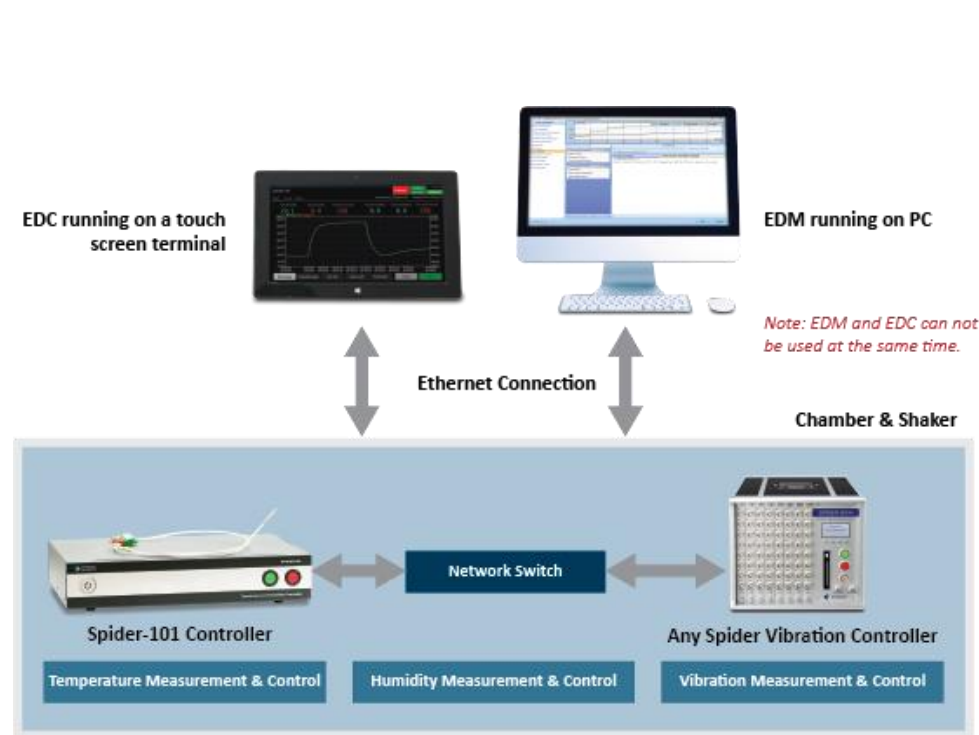 EDC running on a touch
screen terminal
EDM running on PC
Note: EDM and EDC can not
be used at the same time.
Ethernet Connection
Chamber & Shaker
Network Switch
Spider-101 Controller
Any Spider Vibration Controller
Temperature Measurement & Control
Humidity Measurement & Control
Vibration Measurement & Control